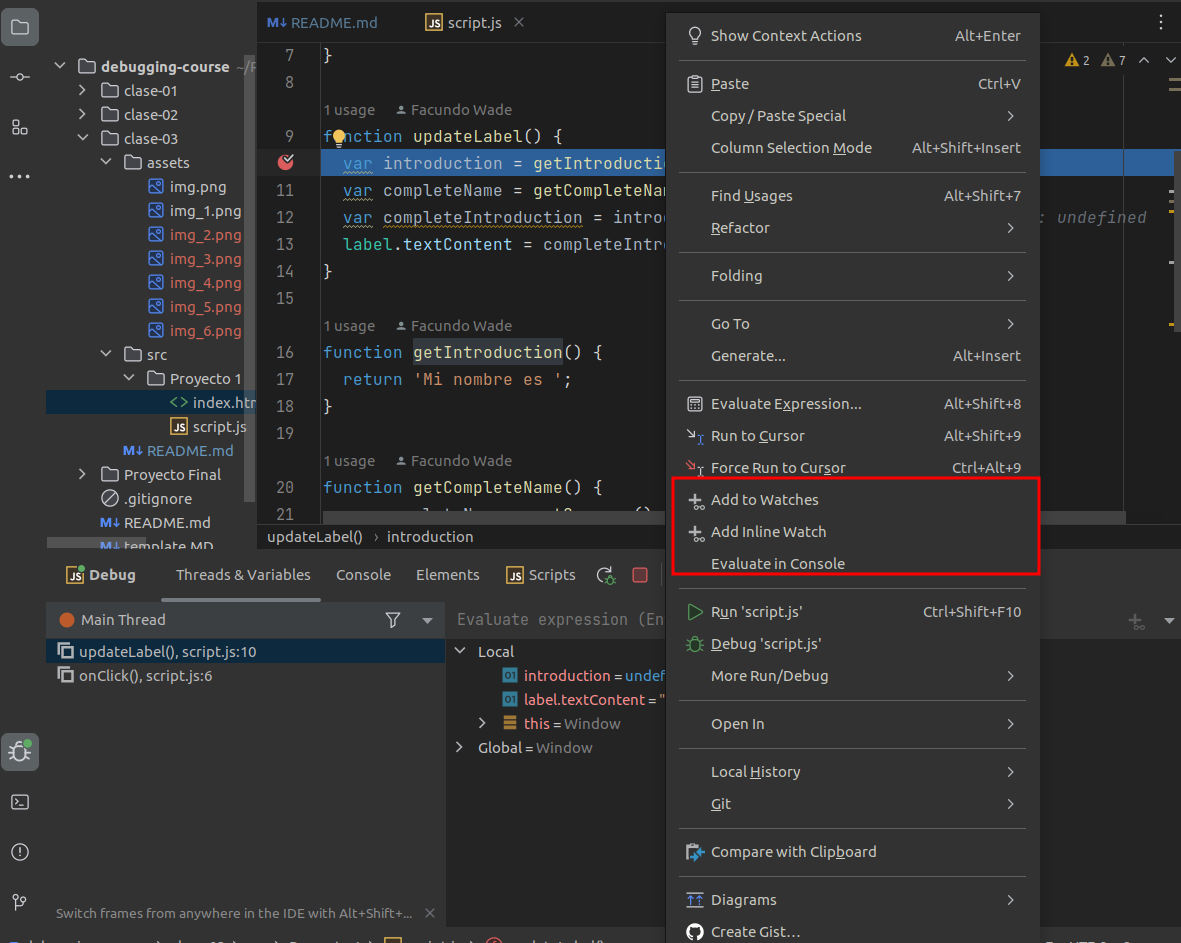 README.md
script.js
debugging-course ~/
clase-01
clase-02
clase-03
assets
img.png
img_1.png
img_2.png
img_3.png
img_4.png
img_5.png
img_6.png
src
Proyecto 1
index.htm
script.js
README.md
Proyecto Final
.gitignore
README.md
template.MD
2 7
7 }
8
1 usage Facundo Wade
9 function updateLabel() {
var introduction = getIntroductio
11 var completeName = getCompleteNa
12 var completeIntroduction = intro : undefined
13 label.textContent = completeIntr
14 }
15
1 usage Facundo Wade
16 function getIntroduction() {
17 return 'Mi nombre es ';
18 }
19
1 usage Facundo Wade
20 function getCompleteName() {
21
updateLabel() › introduction
Show Context Actions Alt+Enter
Paste Ctrl+V
Copy / Paste Special
Column Selection Mode Alt+Shift+Insert
Find Usages Alt+Shift+7
Refactor
Folding
Go To
Generate... Alt+Insert
Evaluate Expression... Alt+Shift+8
Run to Cursor Alt+Shift+9
Force Run to Cursor Ctrl+Alt+9
Add to Watches
Add Inline Watch
Evaluate in Console
Run 'script.js' Ctrl+Shift+F10
Debug 'script.js'
More Run/Debug
Open In
Local History
Git
Compare with Clipboard
Diagrams
Create Gist...
Debug Threads & Variables Console Elements Scripts
Main Thread
updateLabel(), script.js:10
onClick(), script.js:6
Evaluate expression (En
Local
introduction = undef
label.textContent = "
this = Window
Global = Window
Switch frames from anywhere in the IDE with Alt+Shift+...